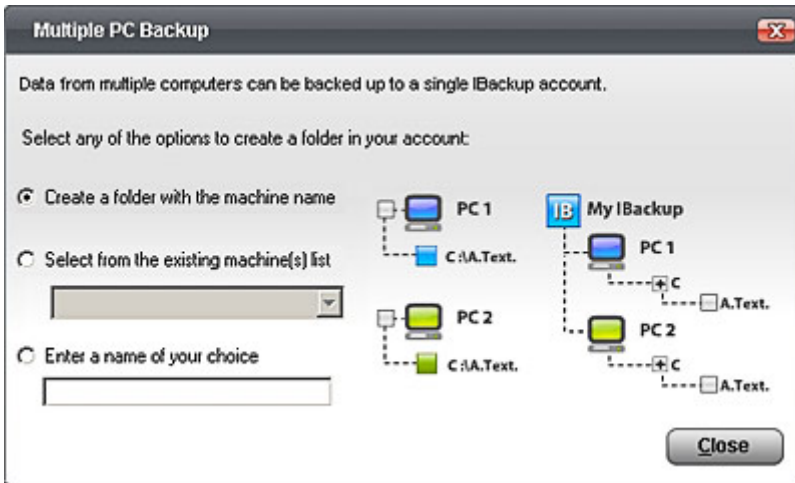 Multiple PC Backup
Data from multiple computers can be backed up to a single IBackup account.
Select any of the options to create a folder in your account:
Create a folder with the machine name
Select from the existing machine(s) list
Enter a name of your choice
PC 1
C:\A.Text.
PC 2
C:\A.Text.
IB My IBackup
PC 1
C
A.Text.
PC 2
C
A.Text.
Close